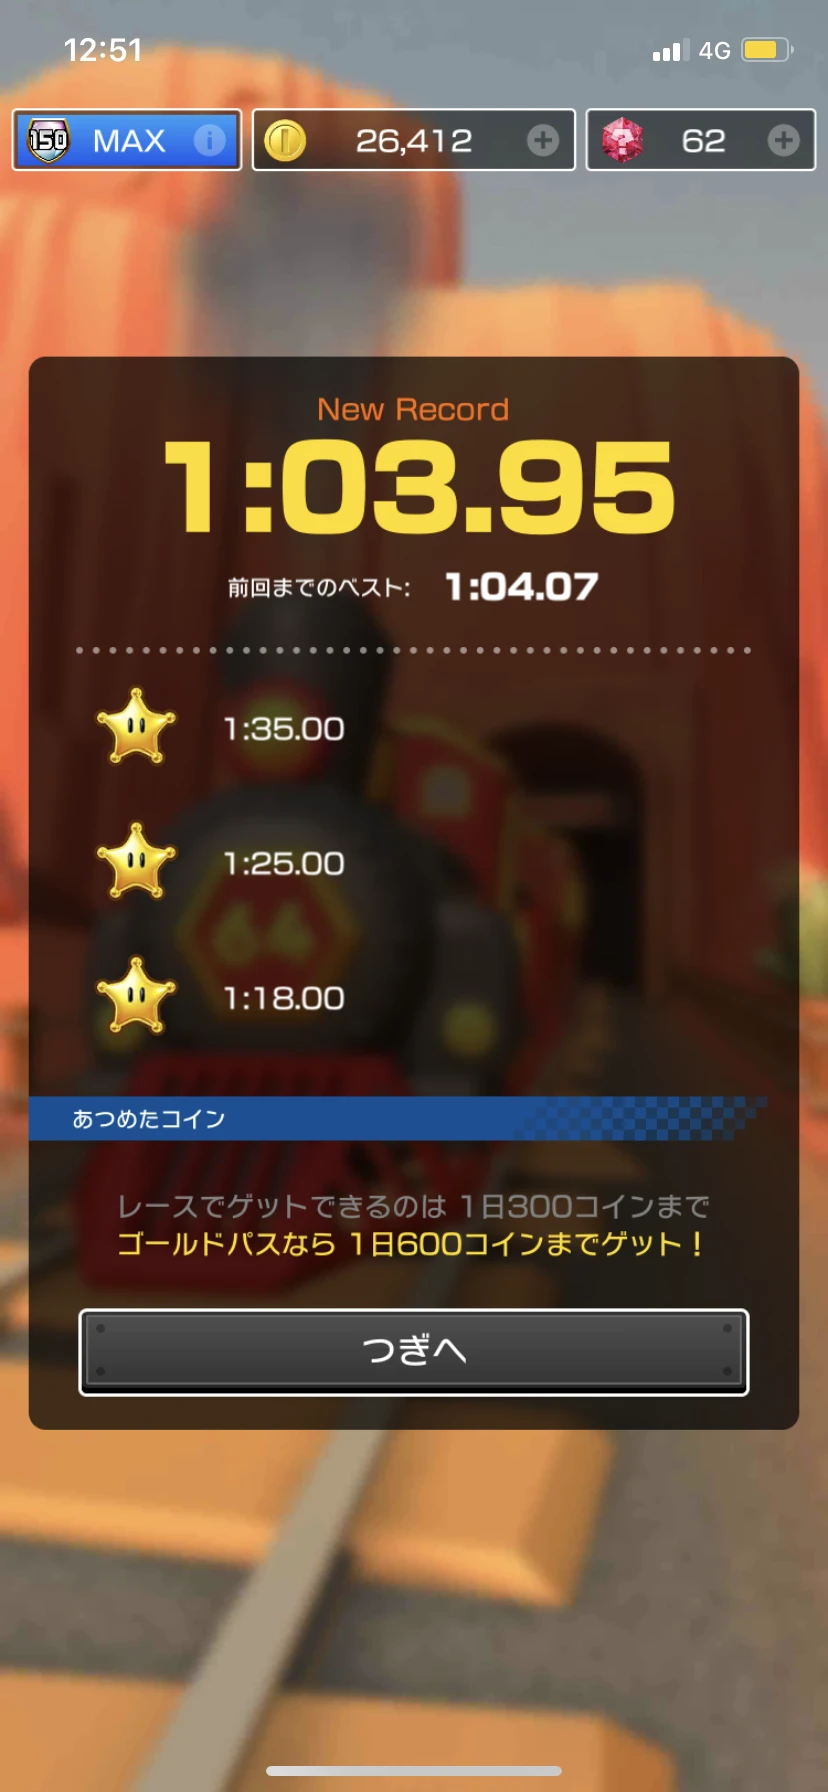 12:51 4G
150 MAX i 26,412 + ? 62 +
New Record
1:03.95
前回までのベスト: 1:04.07
1:35.00
1:25.00
64
1:18.00
あつめたコイン
レースでゲットできるのは 1日300コインまで
ゴールドパスなら 1日600コインまでゲット！
つぎへ